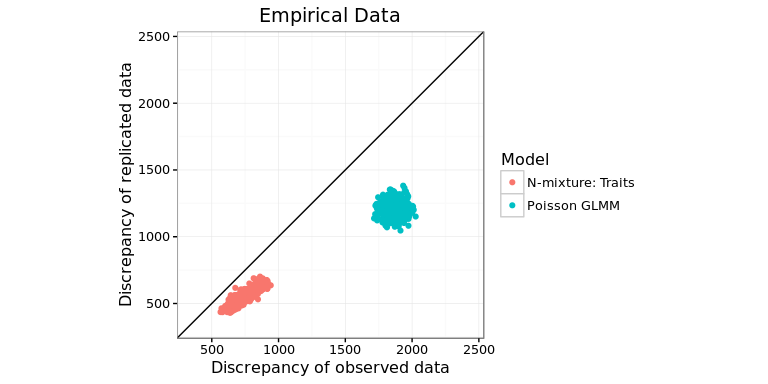 Empirical Data
Discrepancy of replicated data
2500
2000
1500
1000
500
500 1000 1500 2000 2500
Discrepancy of observed data
Model
N-mixture: Traits
Poisson GLMM